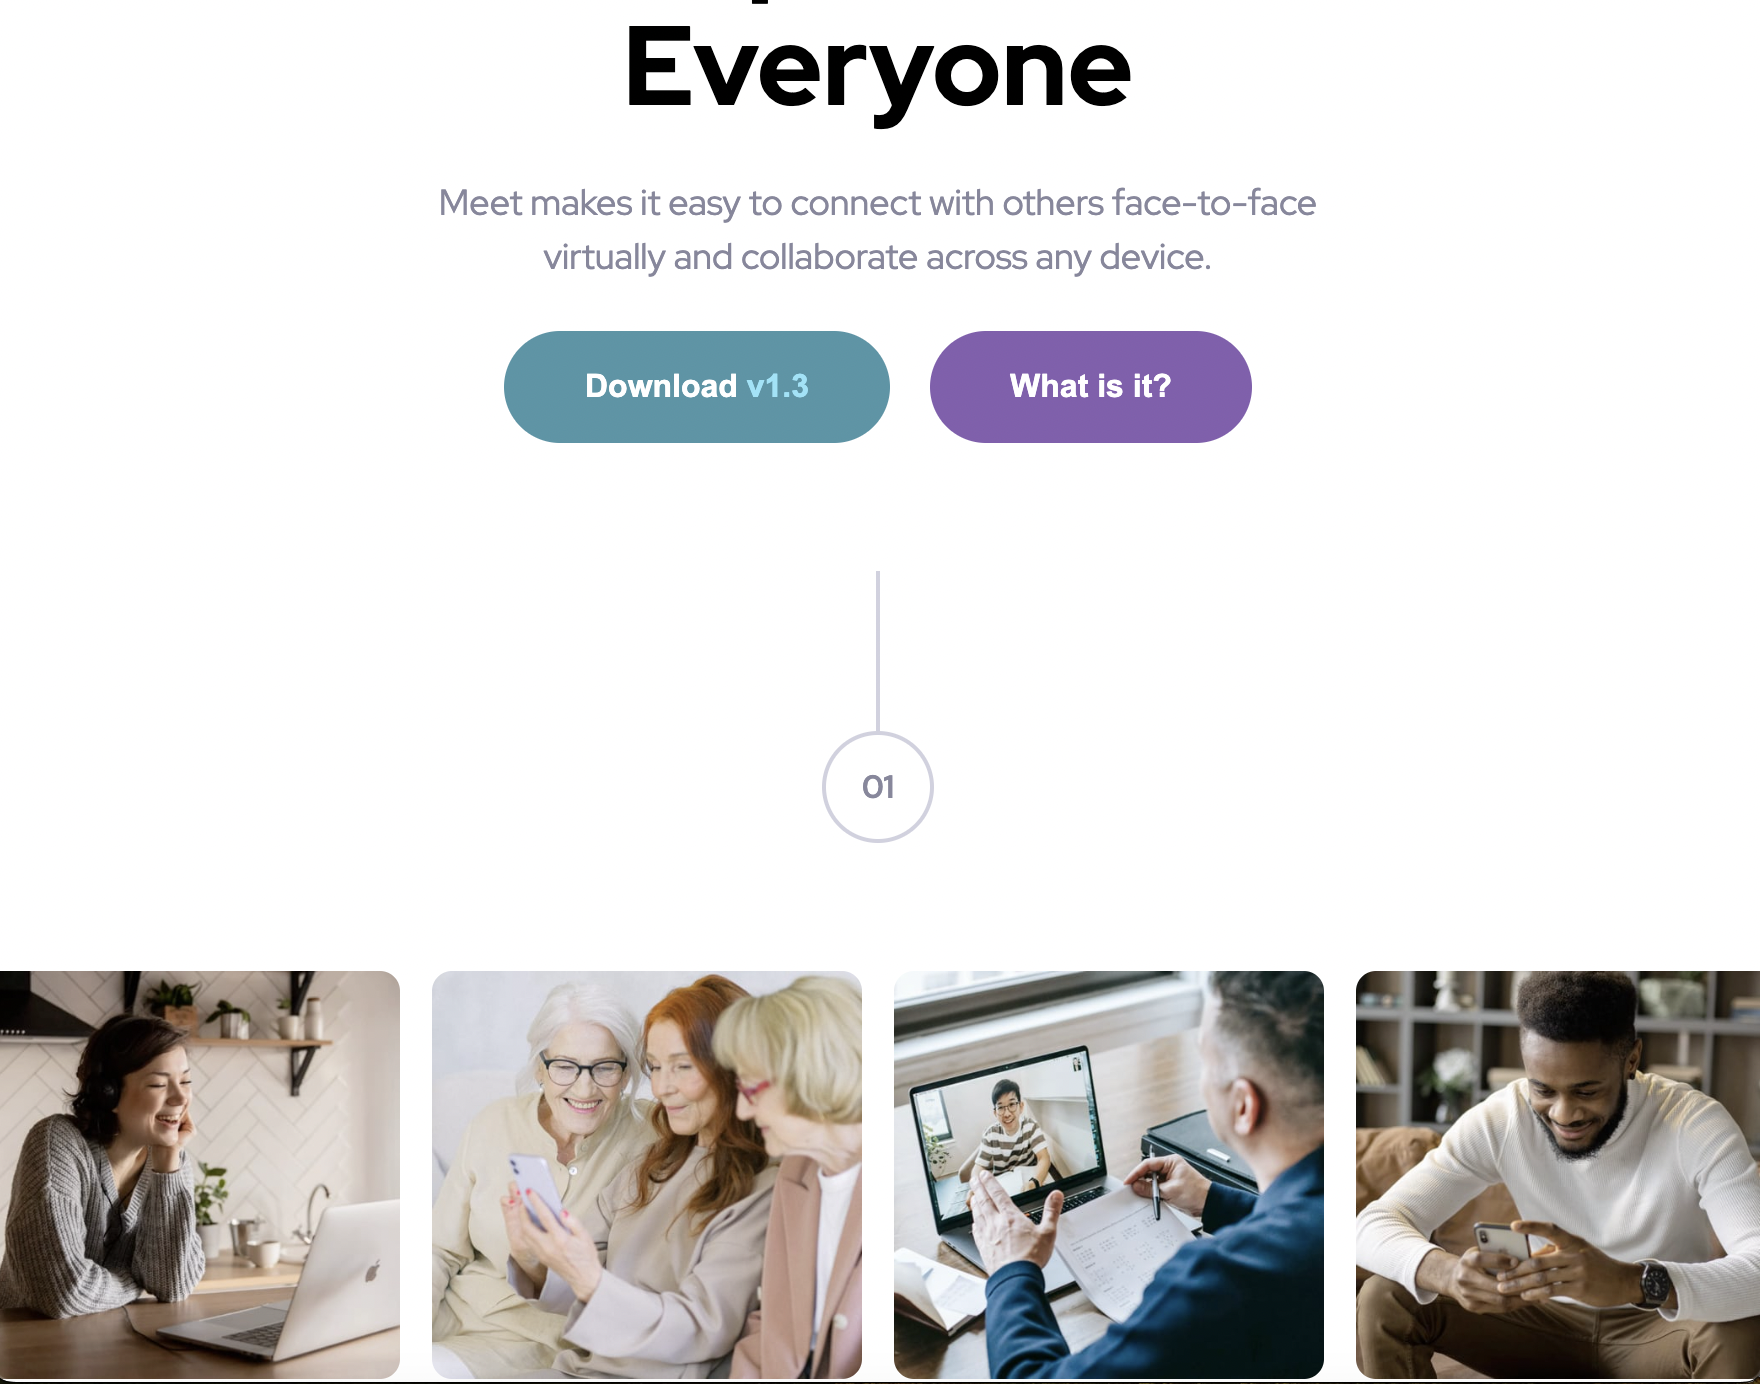 Everyone
Meet makes it easy to connect with others face-to-face
virtually and collaborate across any device.
Download v1.3
What is it?
01